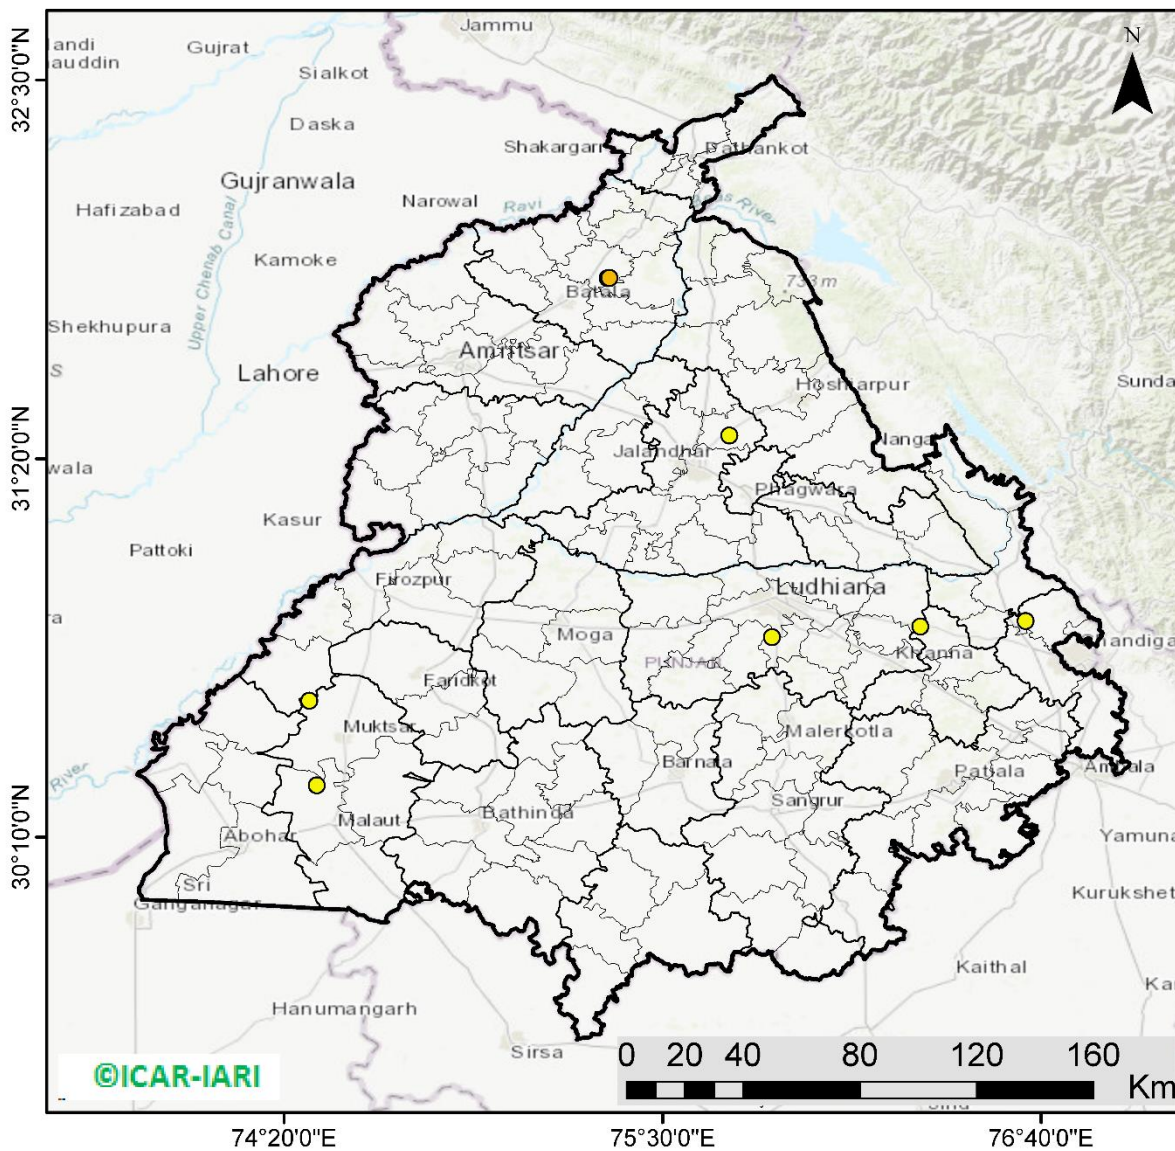 Jammu
N
andi
auddin
Gujrat
Sialkot
32°30'0"N
Daska
Shakargarh
Pathankot
Gujranwala
Narowal
Ravi
Beas River
Hafizabad
Upper Chenab Canal
Kamoke
733 m
Batala
Shekhupura
S
Amritsar
Lahore
Hoshiarpur
Sunda
Nanga
31°20'0"N
wala
Jalandhar
Phagwara
Kasur
Pattoki
Firozpur
Ludhiana
ra
Moga
Khanna
Chandiga
PUNJAB
Faridkot
Muktsar
Malerkotla
Barnala
Patiala
Ambala
River
Sangrur
Bathinda
Malaut
Abohar
30°10'0"N
Yamuna
Sri
Ganganagar
Kurukshet
Kaithal
Ka
Hanumangarh
Sirsa
0 20 40 80 120 160
Km
©ICAR-IARI
74°20'0"E 75°30'0"E 76°40'0"E